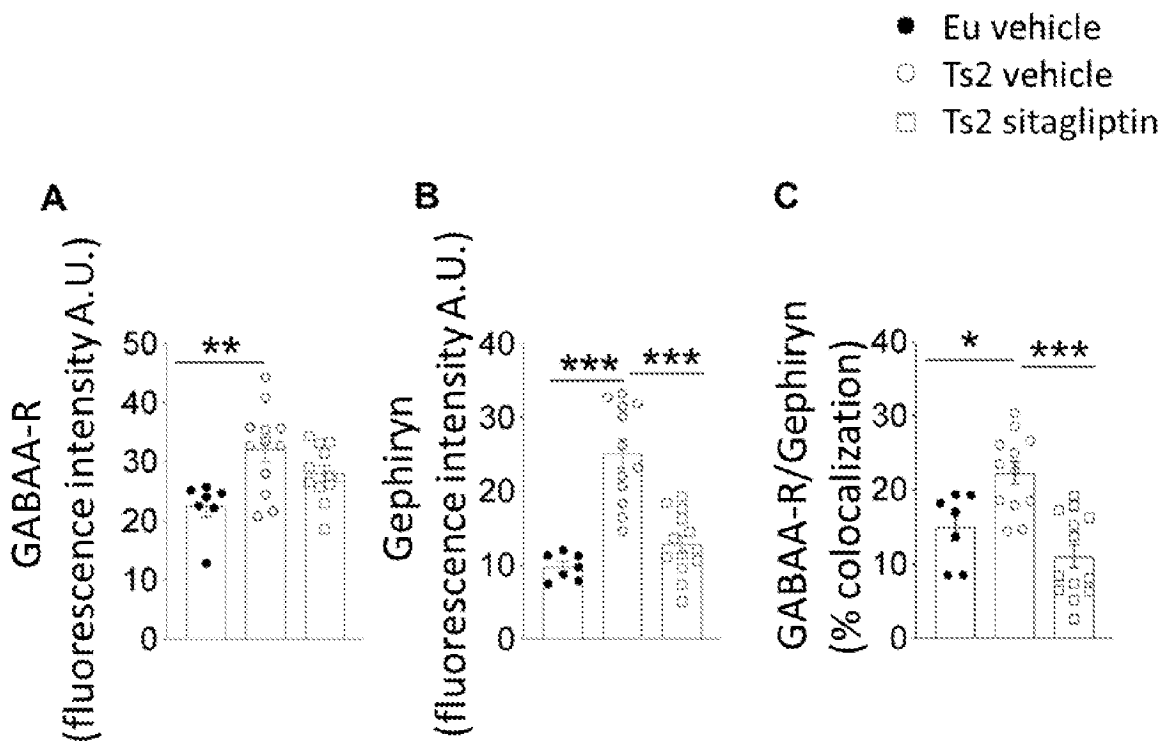 Eu vehicle
Ts2 vehicle
Ts2 sitagliptin
A
GABAA-R
(fluorescence intensity A.U.)
50
40
30
20
10
0
**
B
Gephiryn
(fluorescence intensity A.U.)
40
30
20
10
0
***
***
C
GABAA-R/Gephiryn
(% colocalization)
40
30
20
10
0
*
***